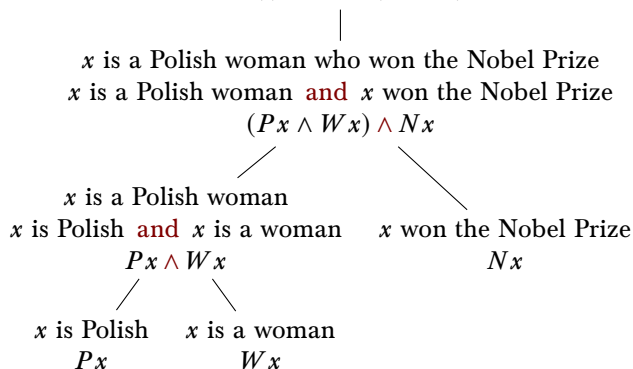 x is a Polish woman who won the Nobel Prize
x is a Polish woman and x won the Nobel Prize
(Px ∧ Wx) ∧ Nx
x is a Polish woman
x is Polish and x is a woman
Px ∧ Wx
x won the Nobel Prize
Nx
x is Polish
Px
x is a woman
Wx